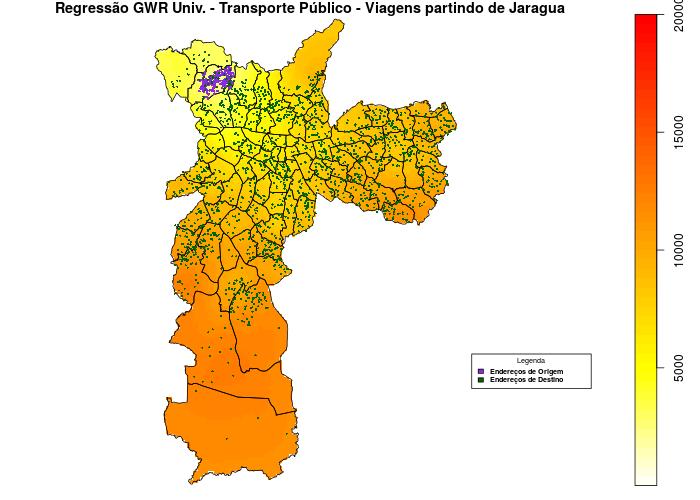 Regressão GWR Univ. - Transporte Público - Viagens partindo de Jaragua
20000
15000
10000
5000
Legenda
Endereços de Origem
Endereços de Destino